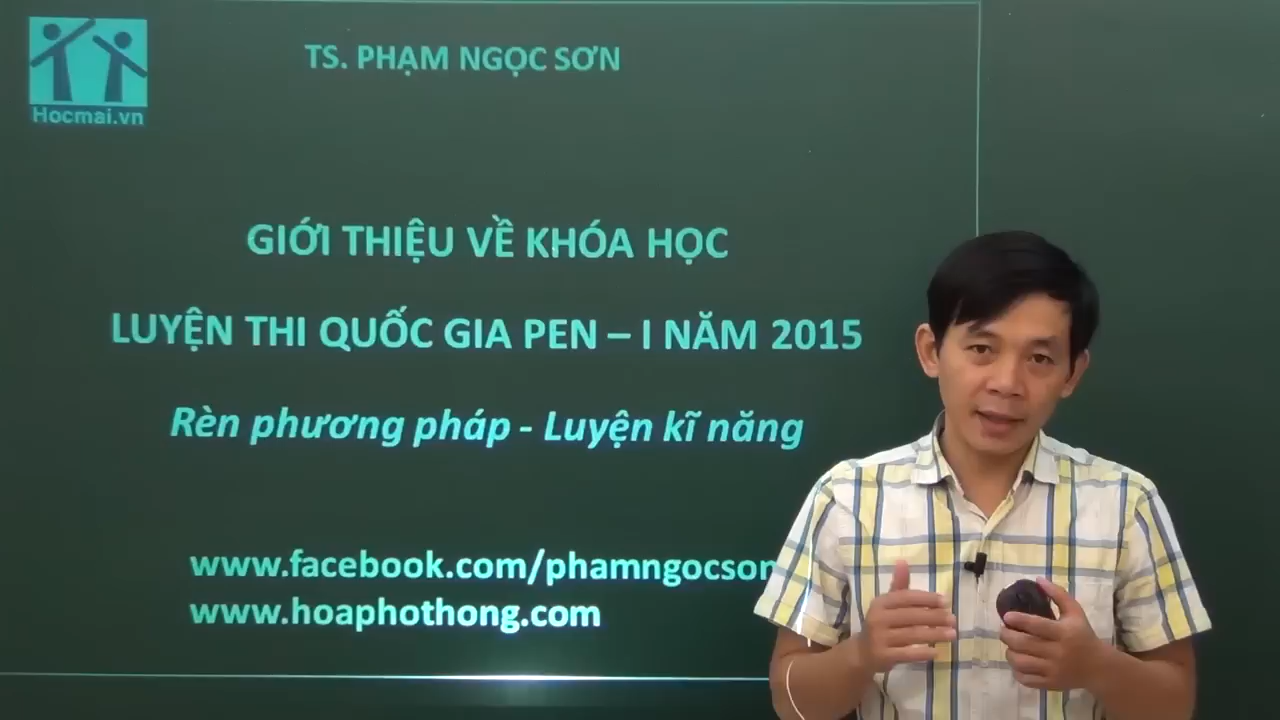 Hocmai.vn
TS. PHẠM NGỌC SƠN
GIỚI THIỆU VỀ KHÓA HỌC
LUYỆN THI QUỐC GIA PEN – I NĂM 2015
Rèn phương pháp - Luyện kĩ năng
www.facebook.com/phamngocson
www.hoaphothong.com